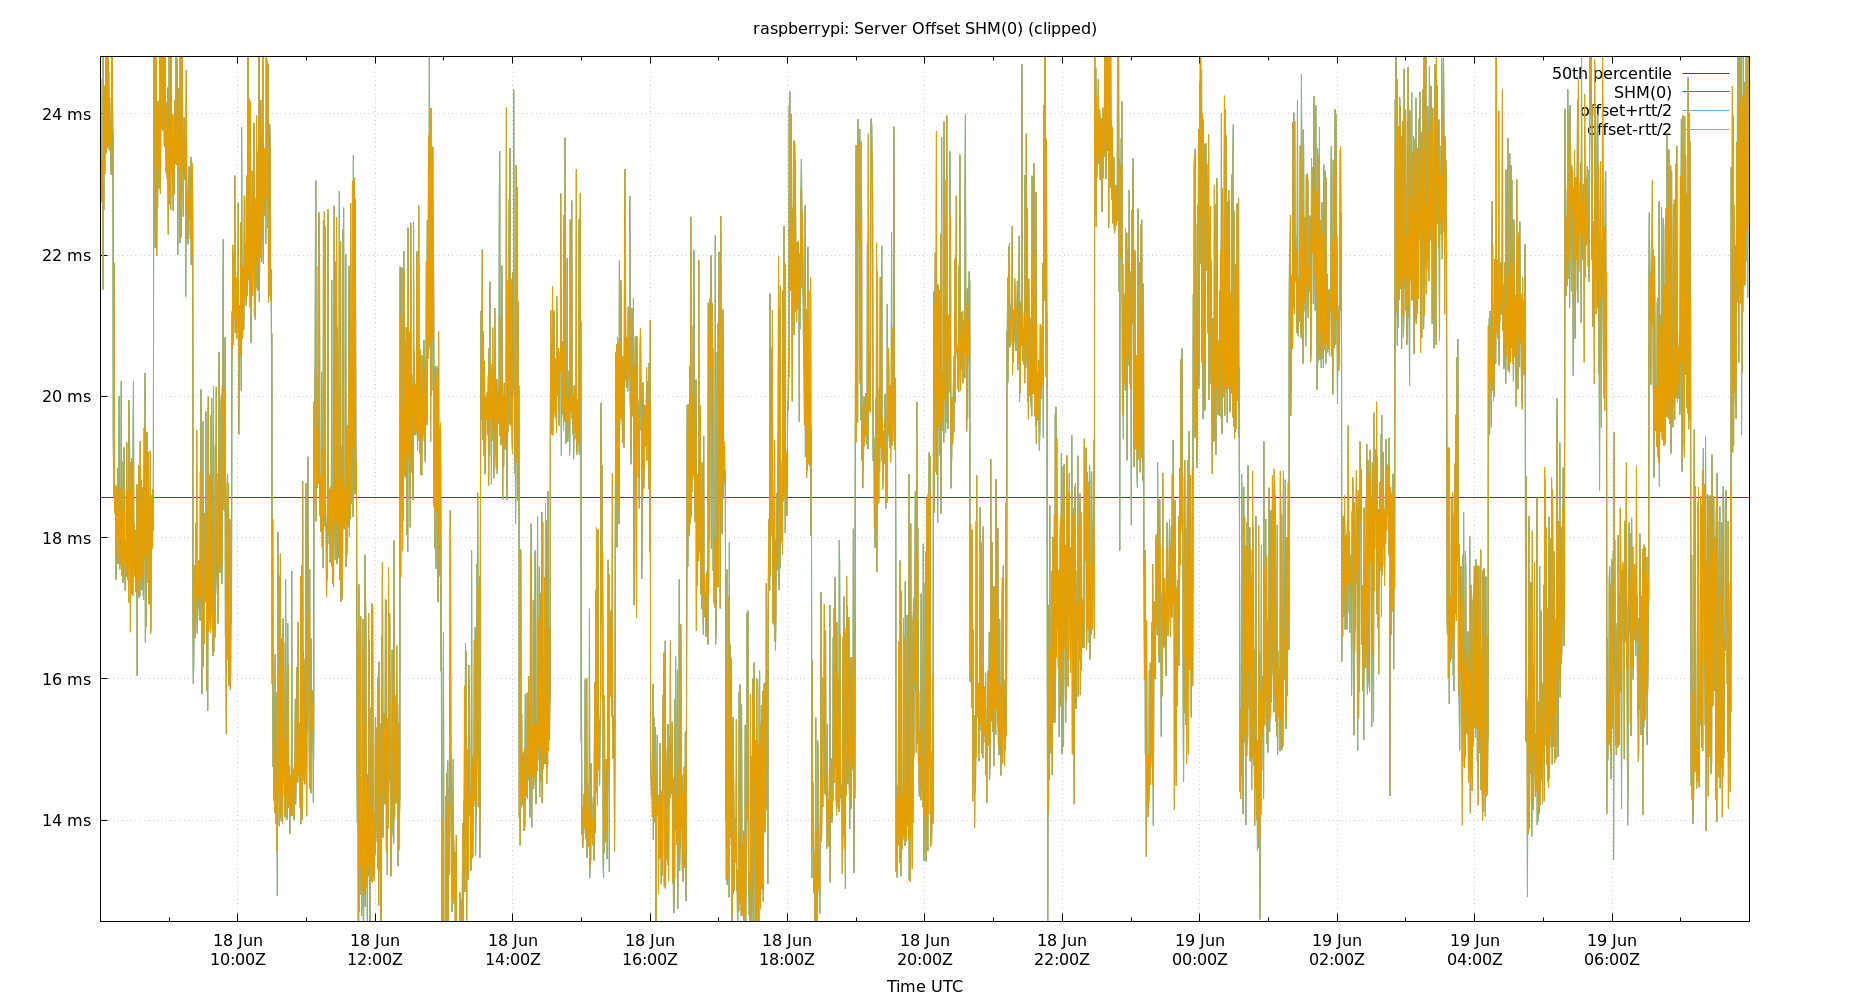 raspberrypi: Server Offset SHM(0) (clipped)
50th percentile
SHM(0)
offset+rtt/2
offset-rtt/2
24 ms
22 ms
20 ms
18 ms
16 ms
14 ms
18 Jun 18 Jun 18 Jun 18 Jun 18 Jun 18 Jun 18 Jun 19 Jun 19 Jun 19 Jun 19 Jun
10:00Z 12:00Z 14:00Z 16:00Z 18:00Z 20:00Z 22:00Z 00:00Z 02:00Z 04:00Z 06:00Z
Time UTC